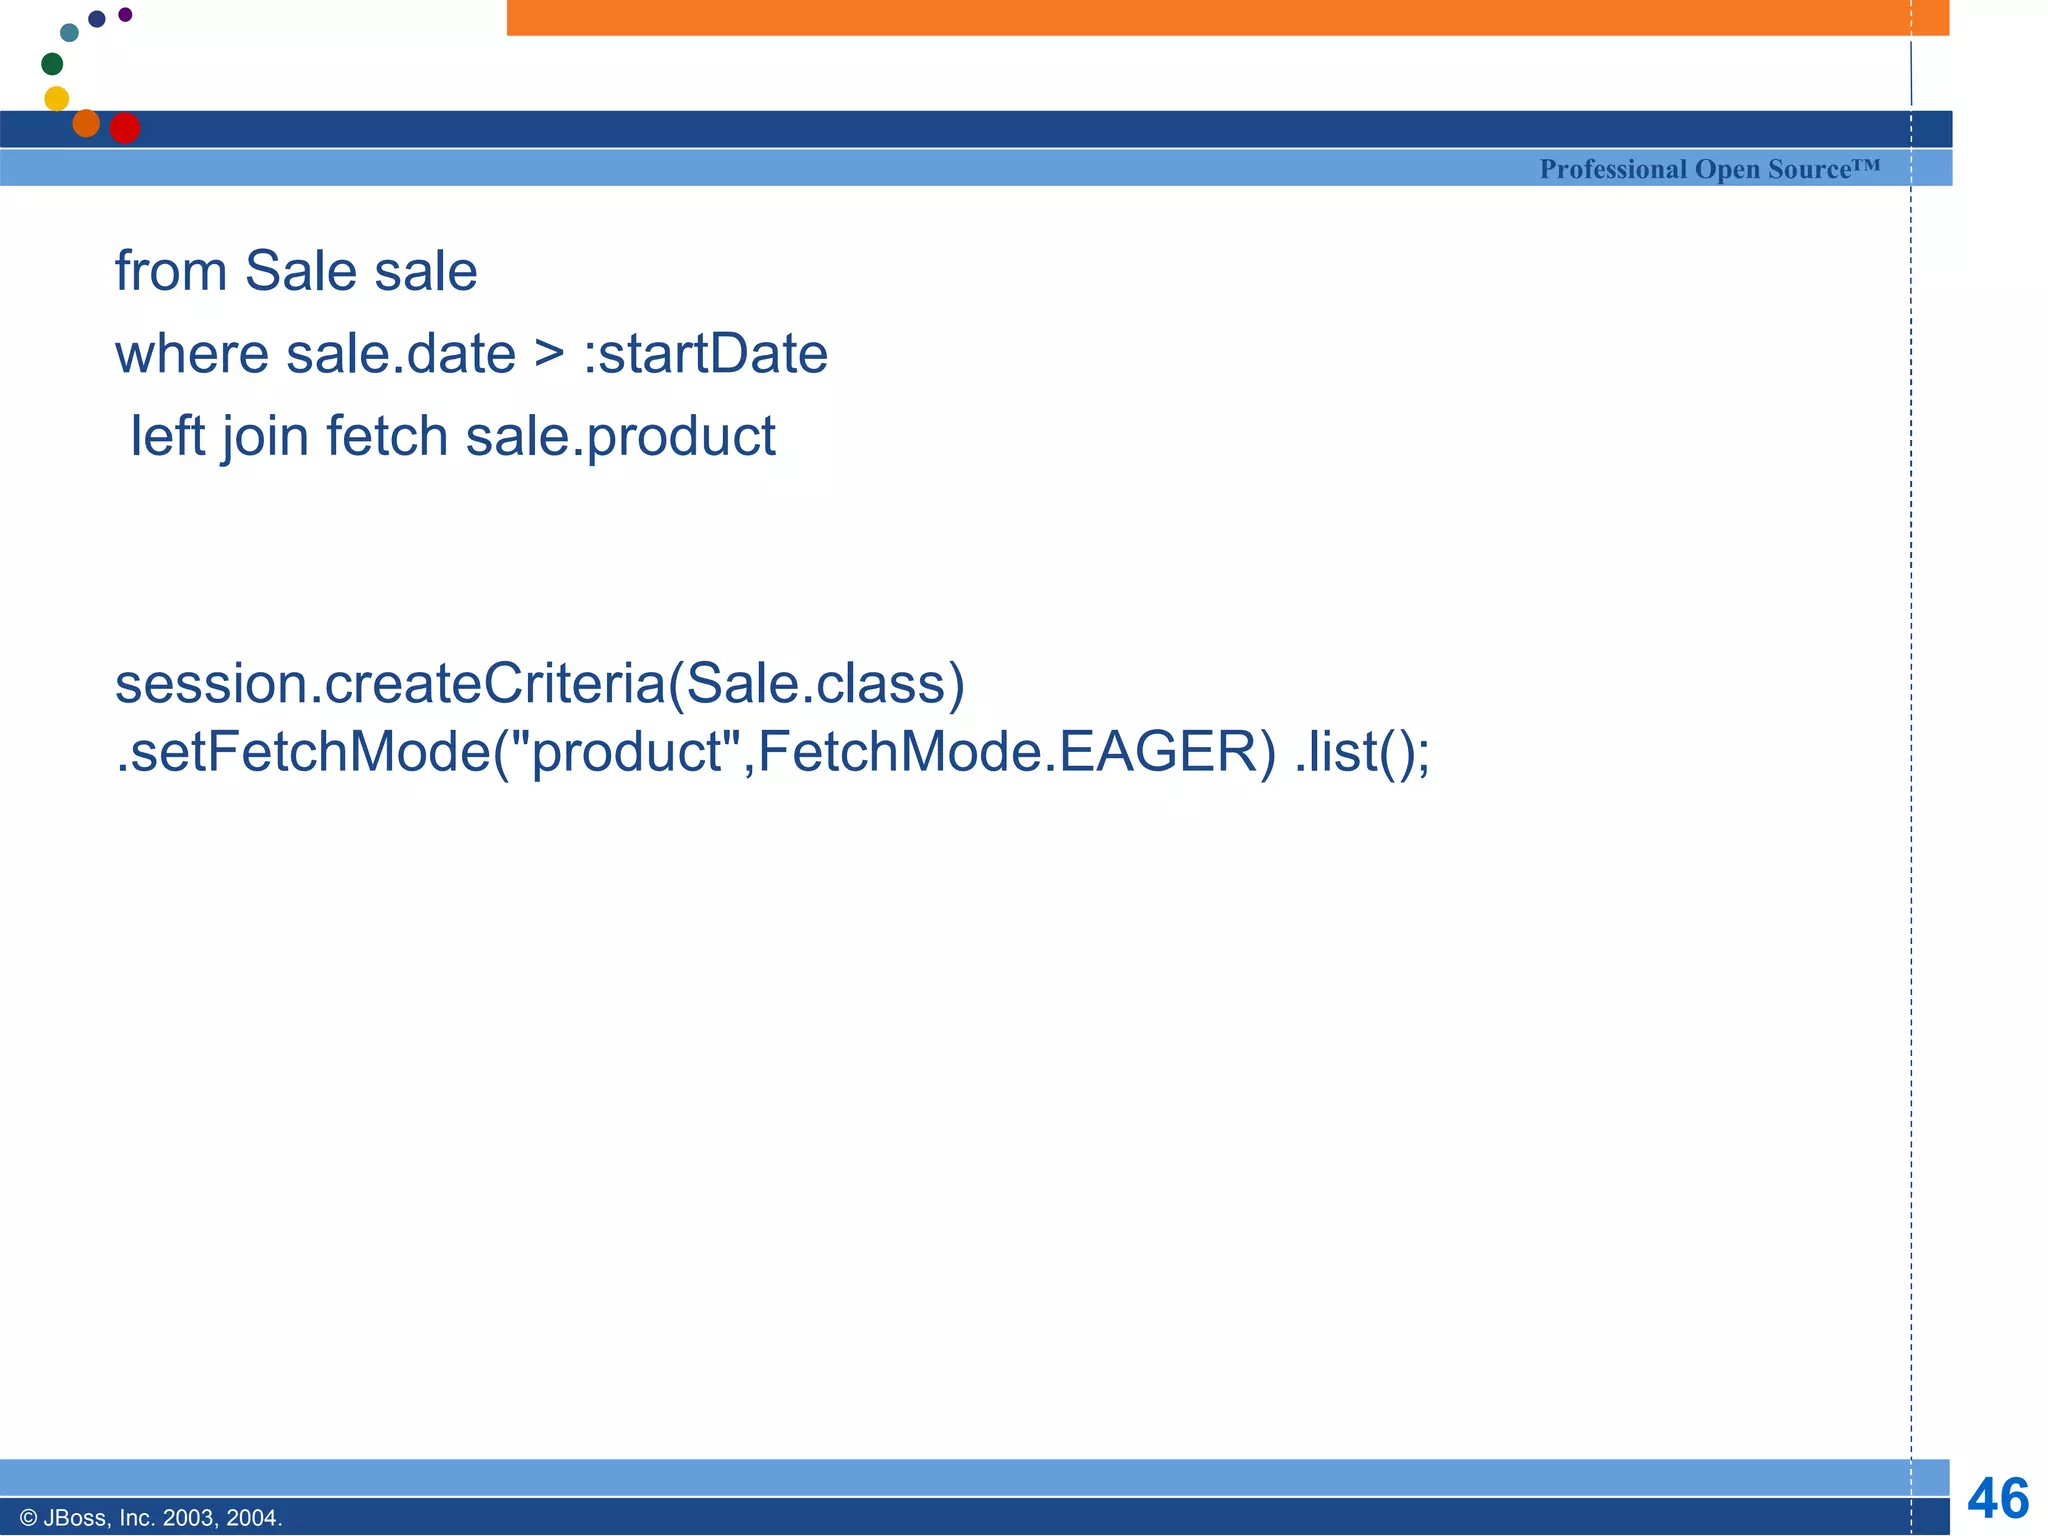 Professional Open Source™
from Sale sale
where sale.date > :startDate
left join fetch sale.product
session.createCriteria(Sale.class)
.setFetchMode("product",FetchMode.EAGER) .list();
© JBoss, Inc. 2003, 2004.
46